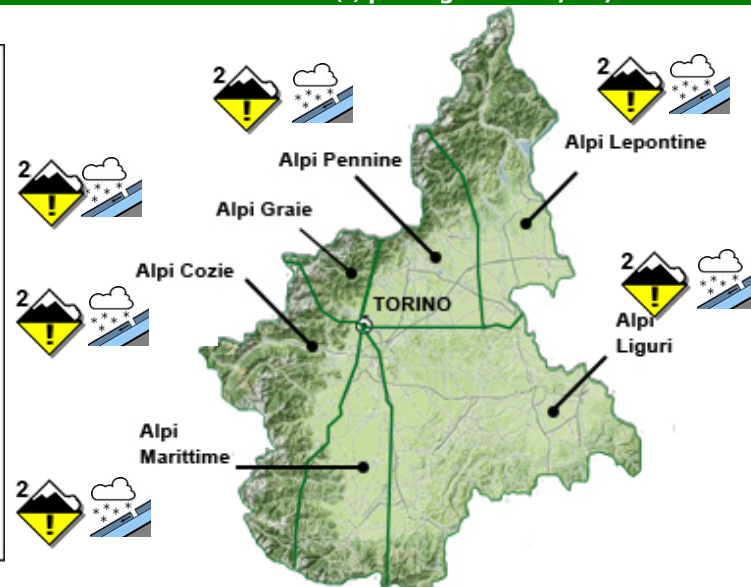 2
2
Alpi Lepontine
Alpi Pennine
2
Alpi Graie
2
Alpi Cozie
TORINO
2
Alpi
Liguri
Alpi
Marittime
2